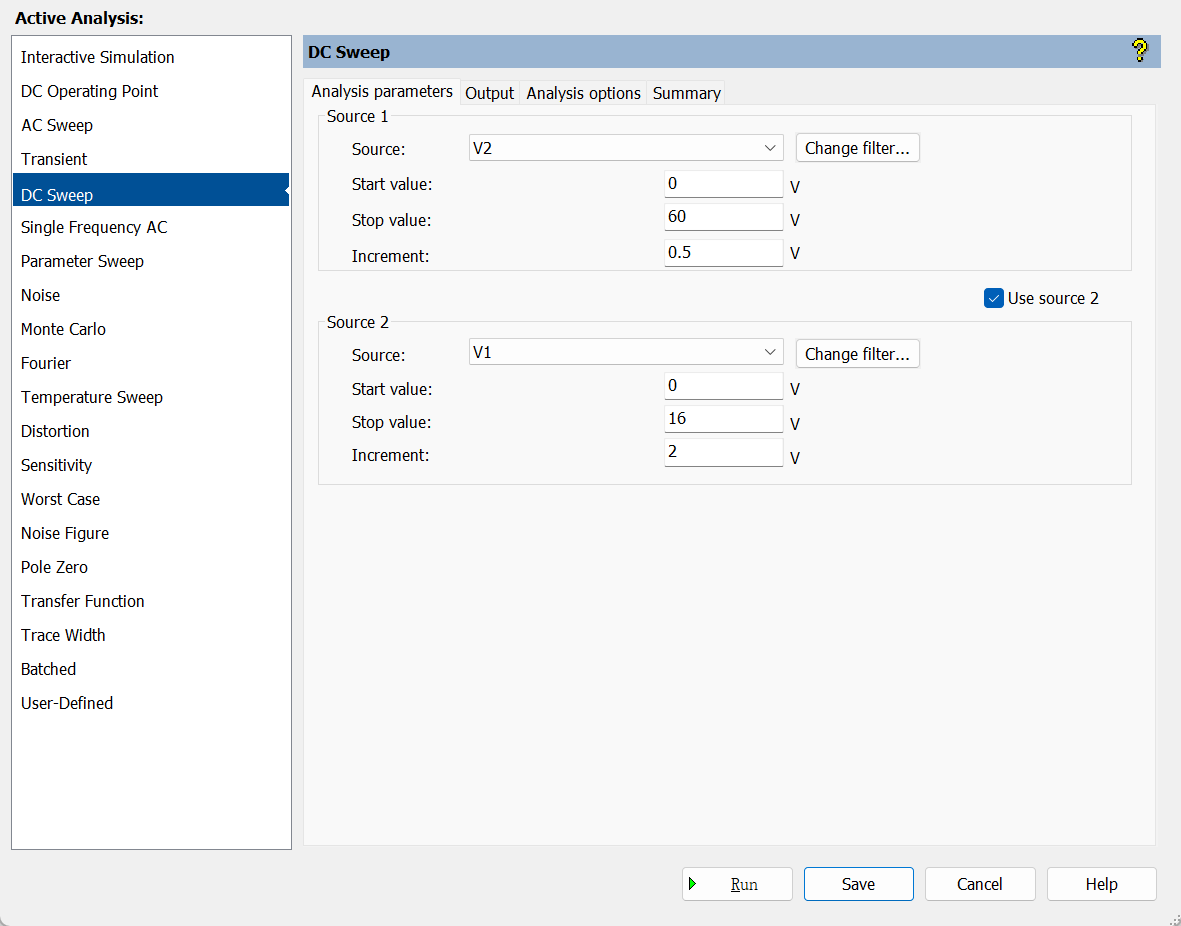 Active Analysis:
Interactive Simulation
DC Operating Point
AC Sweep
Transient
DC Sweep
Single Frequency AC
Parameter Sweep
Noise
Monte Carlo
Fourier
Temperature Sweep
Distortion
Sensitivity
Worst Case
Noise Figure
Pole Zero
Transfer Function
Trace Width
Batched
User-Defined
DC Sweep
Analysis parameters Output Analysis options Summary
Source 1
Source: V2 Change filter...
Start value: 0 V
Stop value: 60 V
Increment: 0.5 V
Use source 2
Source 2
Source: V1 Change filter...
Start value: 0 V
Stop value: 16 V
Increment: 2 V
Run Save Cancel Help